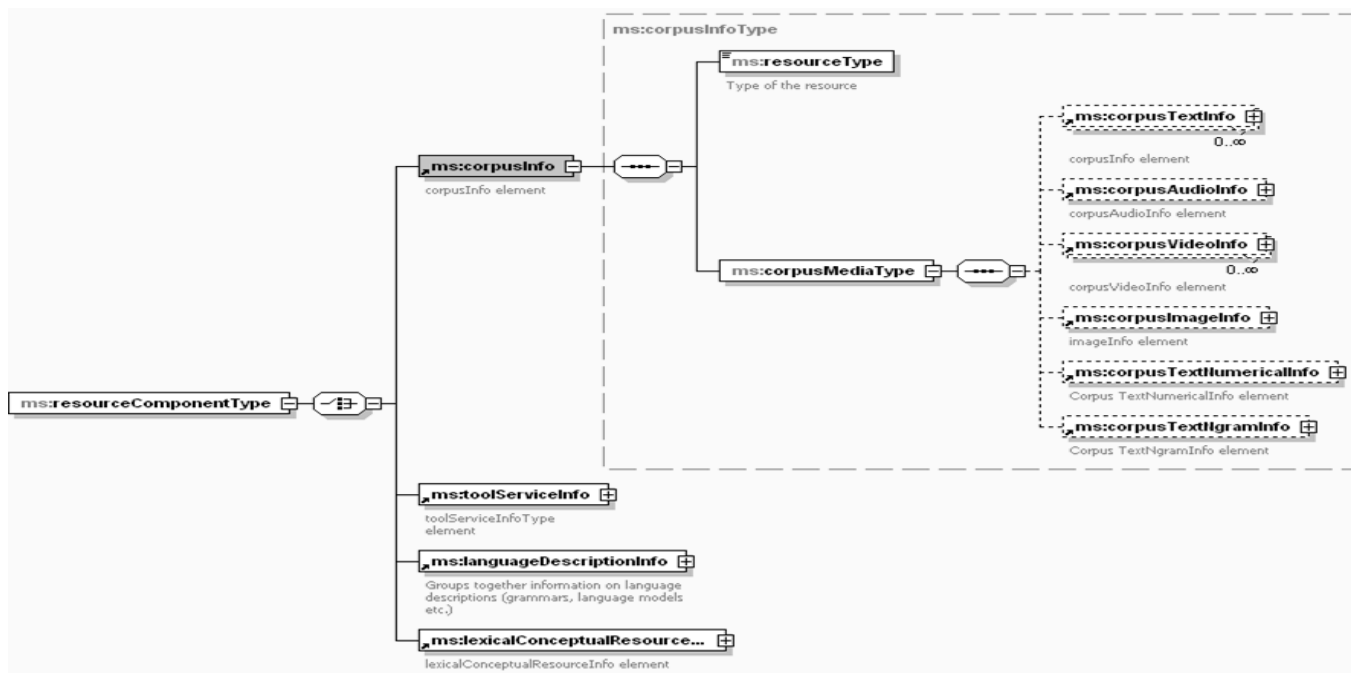 ms:corpusInfoType
ms:resourceType
Type of the resource
ms:corpusTextInfo
0..∞
corpusInfo element
ms:corpusInfo
corpusInfo element
ms:corpusAudioInfo
corpusAudioInfo element
ms:corpusVideoInfo
0..∞
corpusVideoInfo element
ms:corpusMediaType
ms:corpusImageInfo
imageInfo element
ms:corpusTextNumericalInfo
Corpus TextNumericalInfo element
ms:corpusTextNgramInfo
Corpus TextNgramInfo element
ms:resourceComponentType
ms:toolServiceInfo
toolServiceInfoType
element
ms:languageDescriptionInfo
Groups together information on language
descriptions (grammars, language models
etc.)
ms:lexicalConceptualResource...
lexicalConceptualResourceInfo element